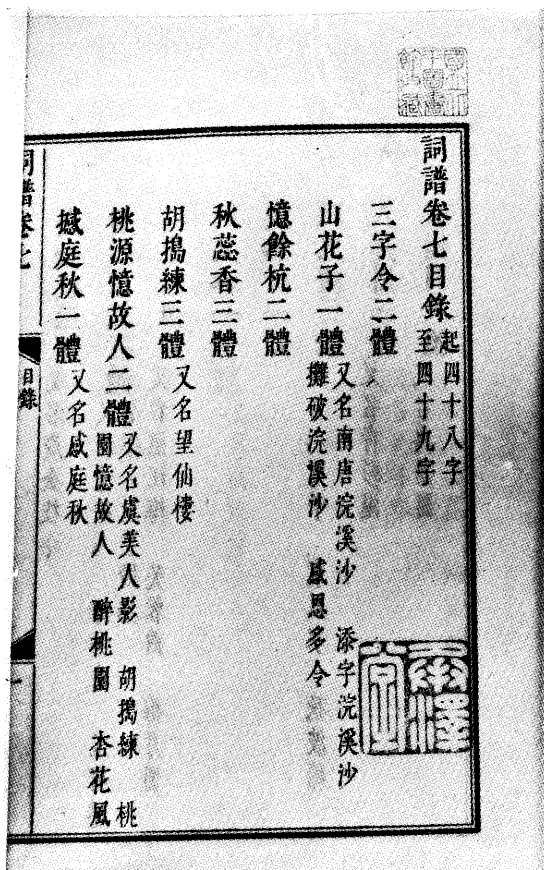 詞譜卷七目錄 起四十八字
至四十九字
三字令二體
山花子一體 又名南唐浣溪沙 添字浣溪沙
攤破浣溪沙 感恩多令
憶餘杭二體
秋蕊香三體
胡搗練三體 又名望仙樓
桃源憶故人二體 又名虞美人影 胡搗練 桃
園憶故人 醉桃園 杏花風
撼庭秋一體 又名感庭秋
詞譜卷七
目錄